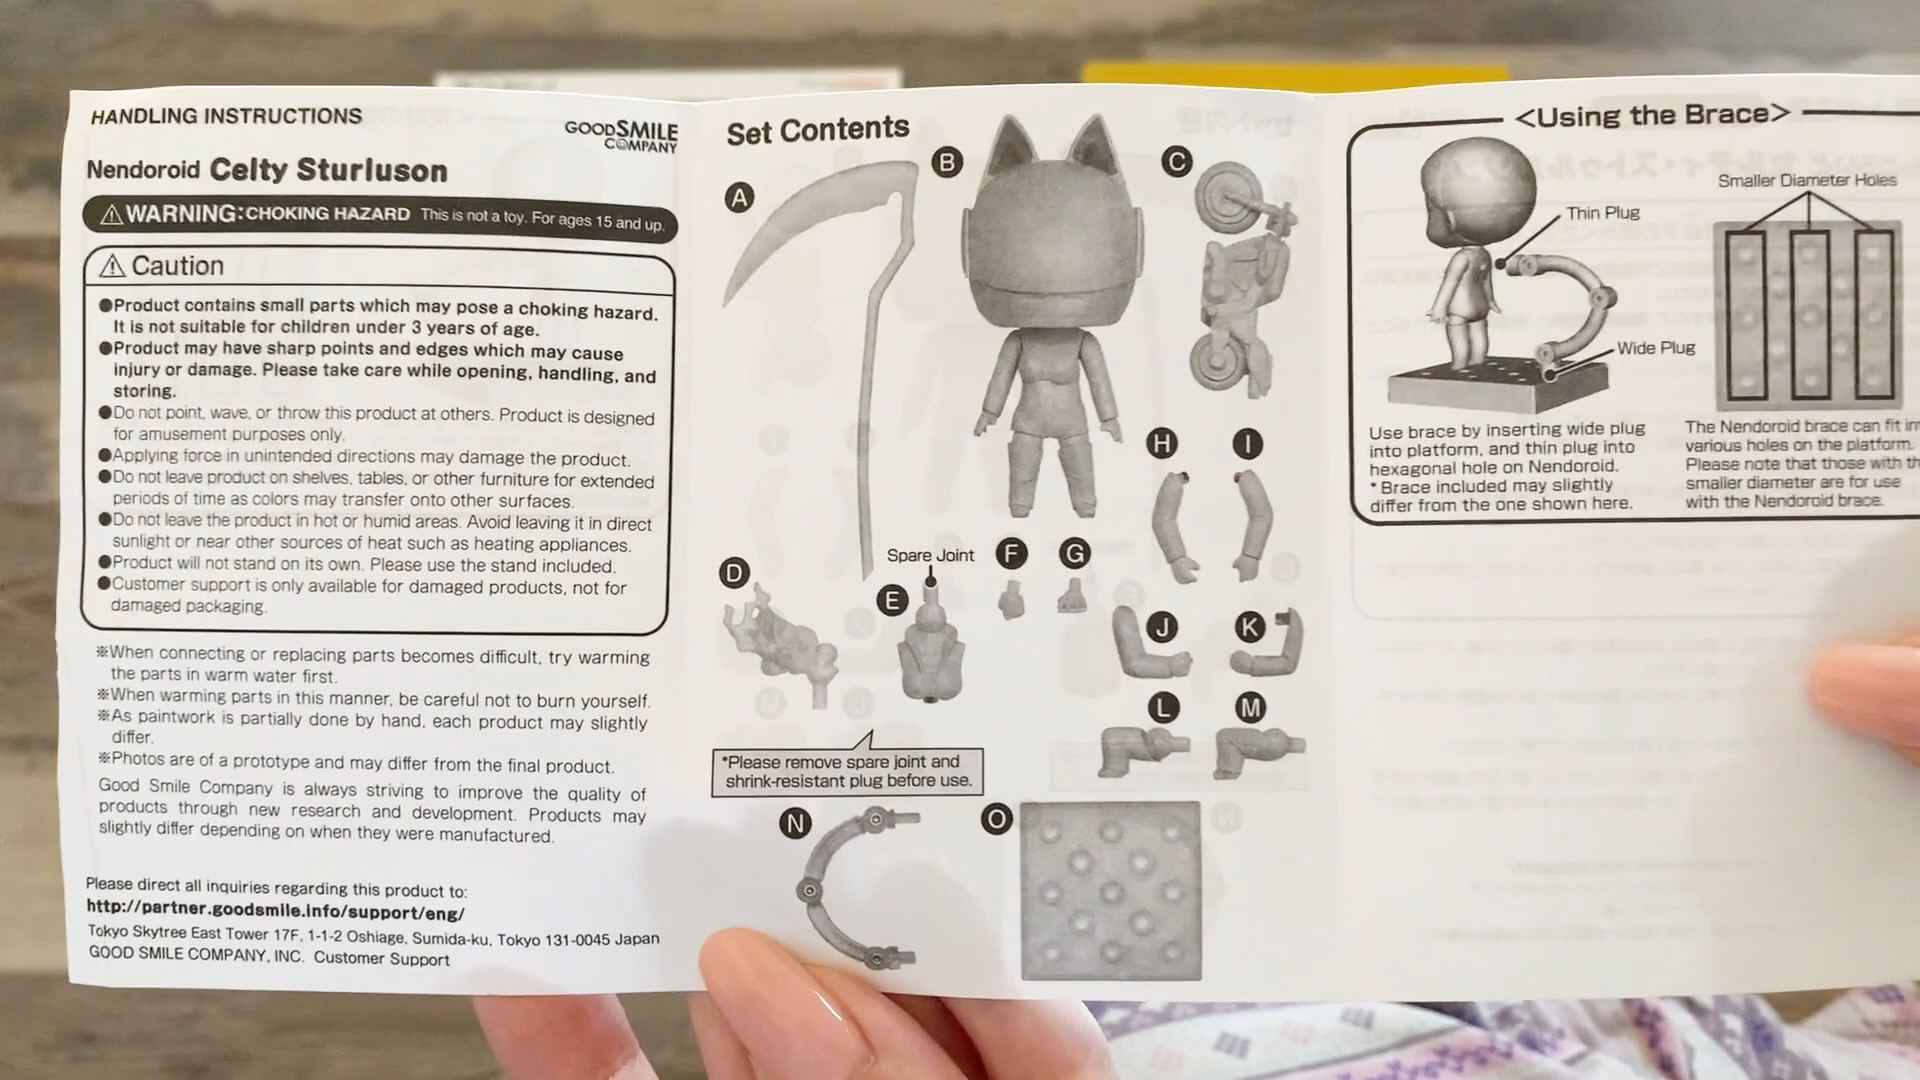 HANDLING INSTRUCTIONS
GOODSMILE
COMPANY
Nendoroid Celty Sturluson
⚠WARNING:CHOKING HAZARD This is not a toy. For ages 15 and up.
⚠ Caution
●Product contains small parts which may pose a choking hazard.
It is not suitable for children under 3 years of age.
●Product may have sharp points and edges which may cause
injury or damage. Please take care while opening, handling, and
storing.
●Do not point, wave, or throw this product at others. Product is designed
for amusement purposes only.
●Applying force in unintended directions may damage the product.
●Do not leave product on shelves, tables, or other furniture for extended
periods of time as colors may transfer onto other surfaces.
●Do not leave the product in hot or humid areas. Avoid leaving it in direct
sunlight or near other sources of heat such as heating appliances.
●Product will not stand on its own. Please use the stand included.
●Customer support is only available for damaged products, not for
damaged packaging.
※When connecting or replacing parts becomes difficult, try warming
the parts in warm water first.
※When warming parts in this manner, be careful not to burn yourself.
※As paintwork is partially done by hand, each product may slightly
differ.
※Photos are of a prototype and may differ from the final product.
Good Smile Company is always striving to improve the quality of
products through new research and development. Products may
slightly differ depending on when they were manufactured.
Please direct all inquiries regarding this product to:
http://partner.goodsmile.info/support/eng/
Tokyo Skytree East Tower 17F, 1-1-2 Oshiage, Sumida-ku, Tokyo 131-0045 Japan
GOOD SMILE COMPANY, INC. Customer Support
Set Contents
A
B
C
H
I
D
Spare Joint
E
F
G
J
K
L
M
*Please remove spare joint and
shrink-resistant plug before use.
N
O
<Using the Brace>
Thin Plug
Wide Plug
Smaller Diameter Holes
Use brace by inserting wide plug
into platform, and thin plug into
hexagonal hole on Nendoroid.
*Brace included may slightly
differ from the one shown here.
The Nendoroid brace can fit
various holes on the platform.
Please note that those with
smaller diameter are for use
with the Nendoroid brace.